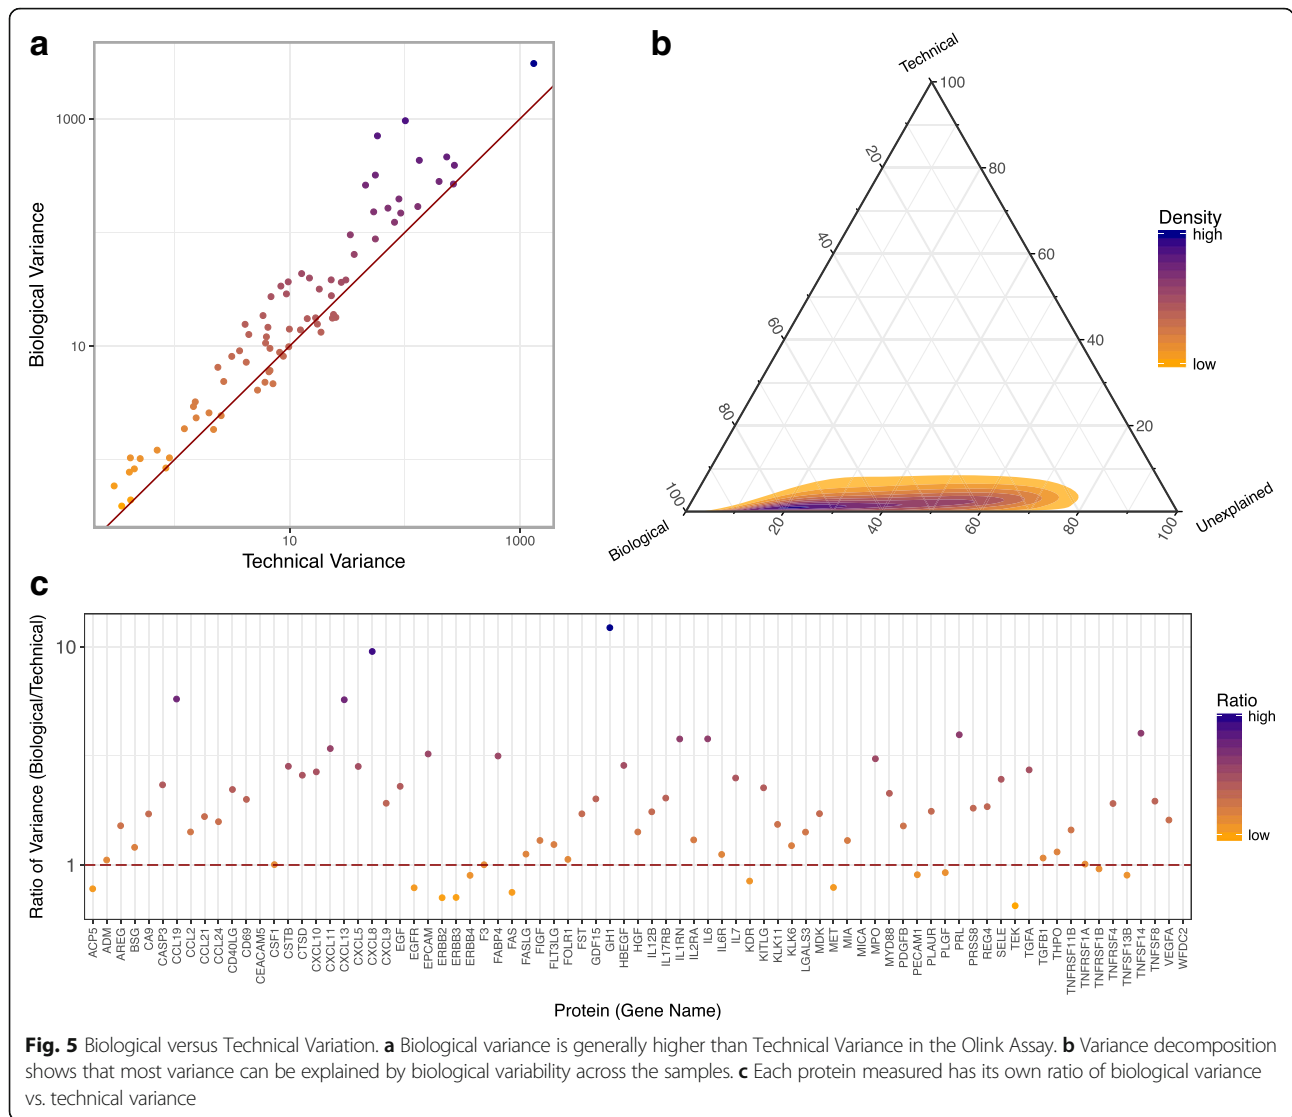 a
b
Biological Variance
1000
10
10
1000
Technical Variance
Technical
100
80
60
40
20
20
40
60
80
100
Biological
20
40
60
80
100
Unexplained
Density
high
low
c
Ratio of Variance (Biological/Technical)
10
1
ACP5
ADM
AREG
BSG
CA9
CASP3
CCL19
CCL2
CCL21
CCL24
CD40LG
CD69
CEACAM5
CSF1
CSTB
CTSD
CXCL10
CXCL11
CXCL13
CXCL5
CXCL8
CXCL9
EGF
EGFR
EPCAM
ERBB2
ERBB3
ERBB4
F3
FABP4
FAS
FASLG
FIGF
FLT3LG
FOLR1
FST
GDF15
GH1
HBEGF
HGF
IL12B
IL17RB
IL1RN
IL2RA
IL6
IL6R
IL7
KDR
KITLG
KLK11
KLK6
LGALS3
MDK
MET
MIA
MICA
MPO
MYD88
PDGFB
PECAM1
PLAUR
PLGF
PRL
PRSS8
REG4
SELE
TEK
TGFA
TGFB1
THPO
TNFRSF11B
TNFRSF1A
TNFRSF1B
TNFRSF4
TNFSF13B
TNFSF14
TNFSF8
VEGFA
WFDC2
Protein (Gene Name)
Ratio
high
low
Fig. 5 Biological versus Technical Variation. a Biological variance is generally higher than Technical Variance in the Olink Assay. b Variance decomposition
shows that most variance can be explained by biological variability across the samples. c Each protein measured has its own ratio of biological variance
vs. technical variance